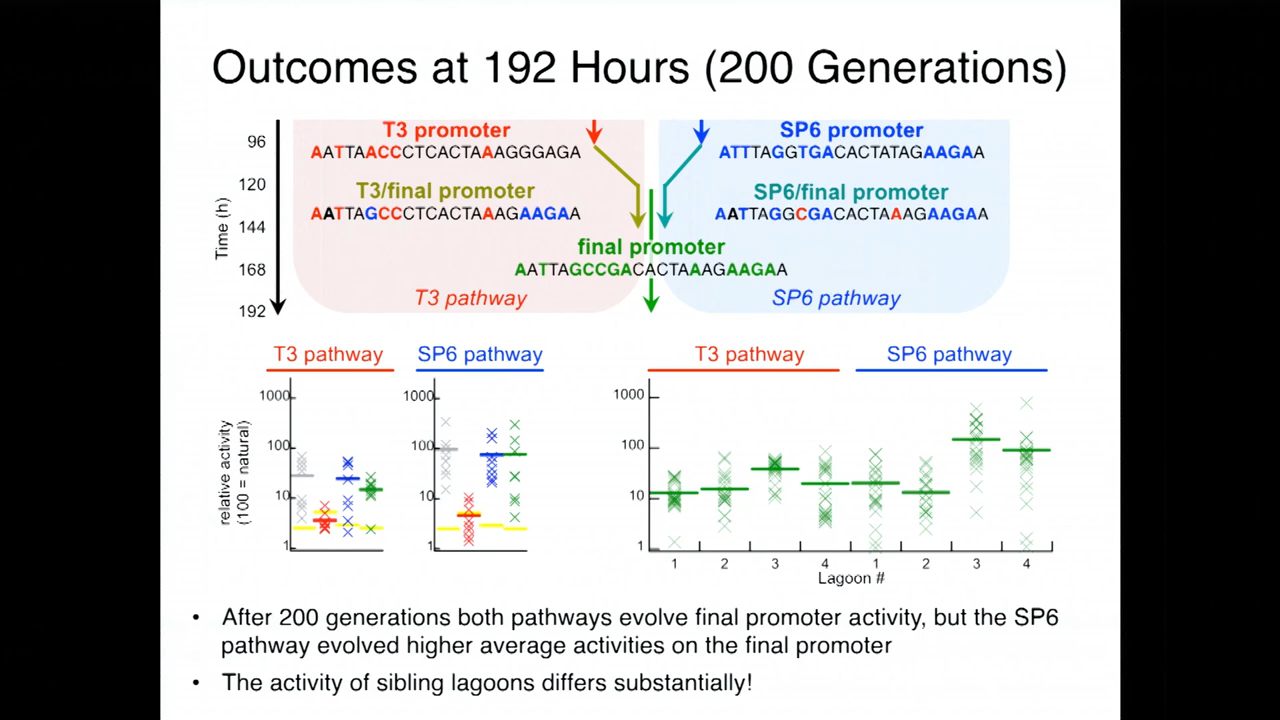 Outcomes at 192 Hours (200 Generations)
Time (h)
96
120
144
168
192
T3 promoter
AATTAACCCTCACTAAAGGGAGA
SP6 promoter
ATTTAGGTGACACTATAGAAGAA
T3/final promoter
AATTAGCCCTCACTAAAGAAGAA
SP6/final promoter
AATTAGGCGACACTAAAGAAGAA
final promoter
AATTAGCCGACACTAAAGAAGAA
T3 pathway
SP6 pathway
T3 pathway
SP6 pathway
T3 pathway
SP6 pathway
relative activity
(100 = natural)
1000
100
10
1
1000
100
10
1
1000
100
10
1
1 2 3 4 1 2 3 4
Lagoon #
• After 200 generations both pathways evolve final promoter activity, but the SP6
pathway evolved higher average activities on the final promoter
• The activity of sibling lagoons differs substantially!